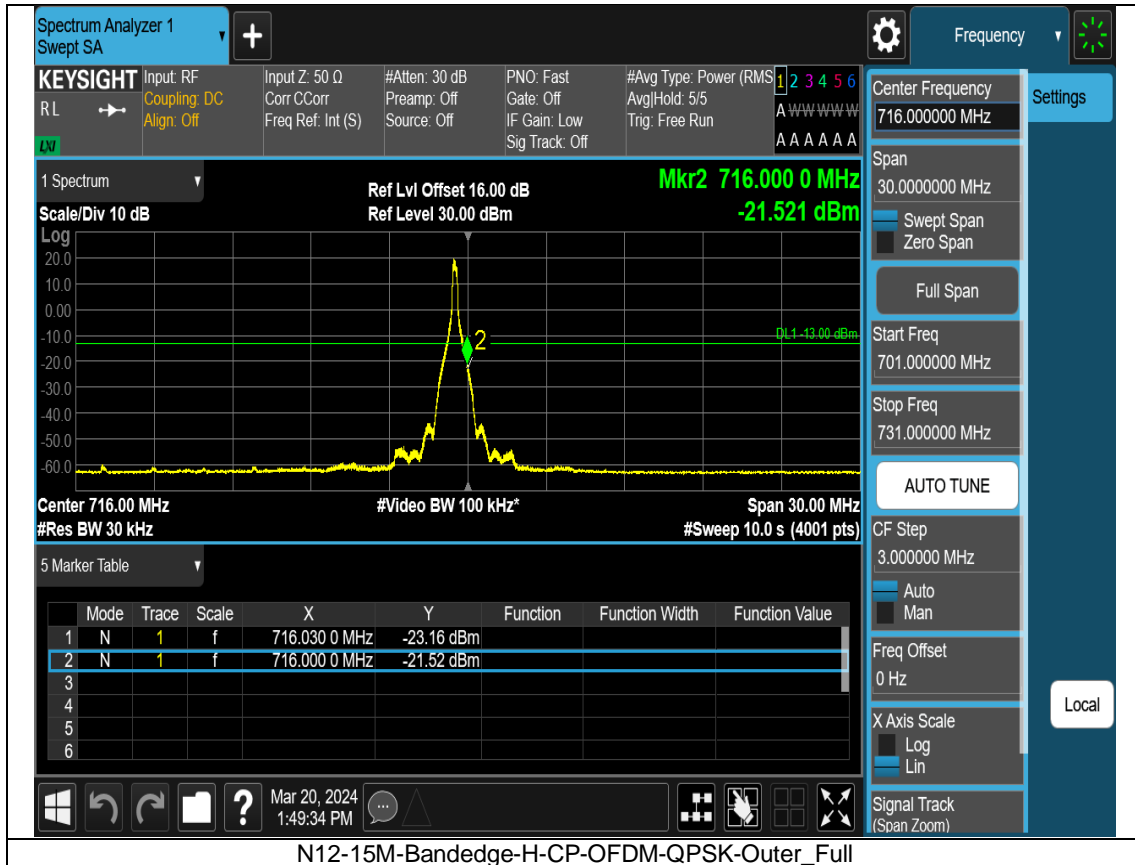 Spectrum Analyzer 1
Swept SA
Frequency
KEYSIGHT
RL
LXI
Input: RF
Coupling: DC
Align: Off
Input Z: 50 Ω
Corr CCorr
Freq Ref: Int (S)
#Atten: 30 dB
Preamp: Off
Source: Off
PNO: Fast
Gate: Off
IF Gain: Low
Sig Track: Off
#Avg Type: Power (RMS
Avg|Hold: 5/5
Trig: Free Run
1 2 3 4 5 6
A W W W W W
A A A A A A
1 Spectrum
Scale/Div 10 dB
Log
Ref Lvl Offset 16.00 dB
Ref Level 30.00 dBm
Mkr2 716.000 0 MHz
-21.521 dBm
20.0
10.0
0.00
-10.0
-20.0
-30.0
-40.0
-50.0
-60.0
2
DL1 -13.00 dBm
Center 716.00 MHz
#Res BW 30 kHz
#Video BW 100 kHz*
Span 30.00 MHz
#Sweep 10.0 s (4001 pts)
5 Marker Table
Mode Trace Scale X Y Function Function Width Function Value
1 N 1 f 716.030 0 MHz -23.16 dBm
2 N 1 f 716.000 0 MHz -21.52 dBm
3
4
5
6
Center Frequency
716.000000 MHz
Settings
Span
30.0000000 MHz
Swept Span
Zero Span
Full Span
Start Freq
701.000000 MHz
Stop Freq
731.000000 MHz
AUTO TUNE
CF Step
3.000000 MHz
Auto
Man
Freq Offset
0 Hz
X Axis Scale
Log
Lin
Signal Track
(Span Zoom)
Local
?
Mar 20, 2024
1:49:34 PM
N12-15M-Bandedge-H-CP-OFDM-QPSK-Outer_Full